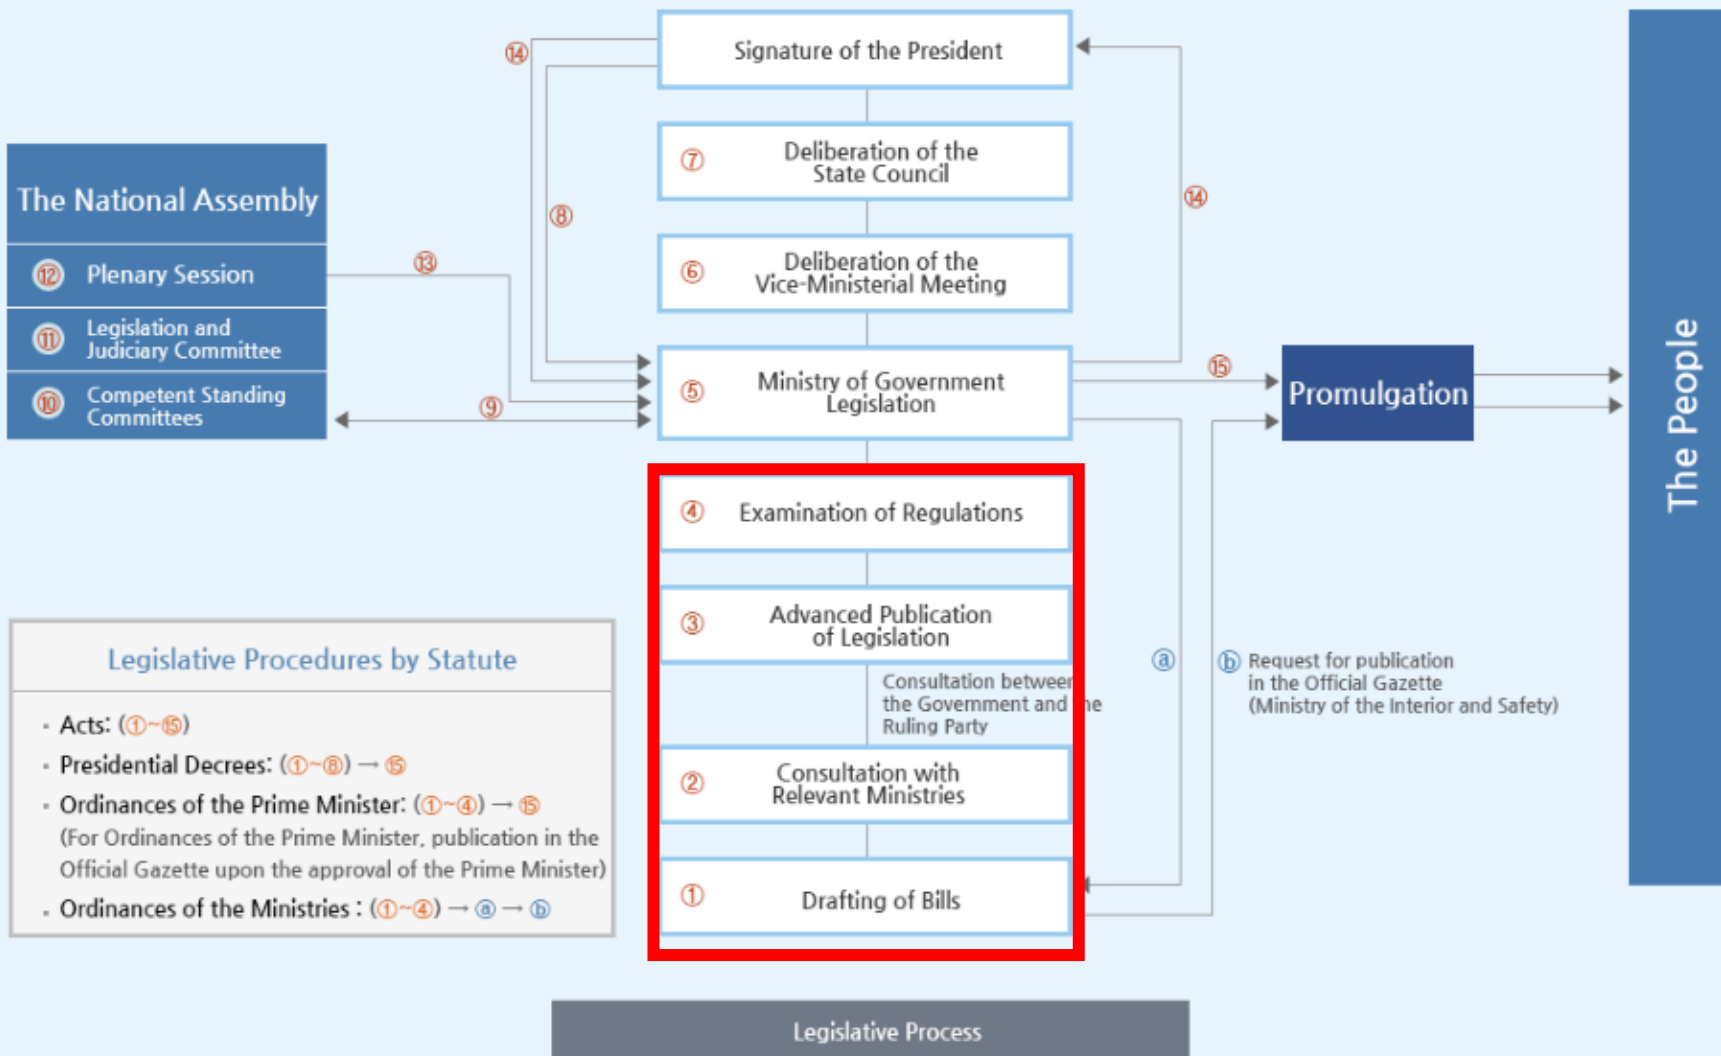 Signature of the President
⑭
⑦ Deliberation of the
State Council
⑧
⑭
The National Assembly
⑫ Plenary Session
⑪ Legislation and
Judiciary Committee
⑩ Competent Standing
Committees
⑬
⑨
⑥ Deliberation of the
Vice-Ministerial Meeting
⑤ Ministry of Government
Legislation
⑮
Promulgation
The People
④ Examination of Regulations
③ Advanced Publication
of Legislation
Consultation between
the Government and the
Ruling Party
② Consultation with
Relevant Ministries
① Drafting of Bills
ⓐ
ⓑ Request for publication
in the Official Gazette
(Ministry of the Interior and Safety)
Legislative Procedures by Statute
▪ Acts: (①~⑮)
▪ Presidential Decrees: (①~⑧) → ⑮
▪ Ordinances of the Prime Minister: (①~④) → ⑮
(For Ordinances of the Prime Minister, publication in the
Official Gazette upon the approval of the Prime Minister)
▪ Ordinances of the Ministries : (①~④) → ⓐ → ⓑ
Legislative Process